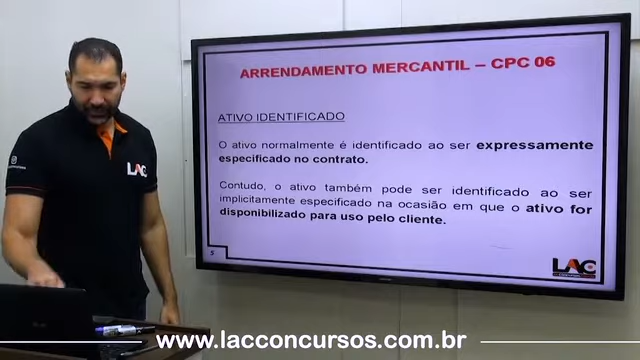 ARRENDAMENTO MERCANTIL – CPC 06
ATIVO IDENTIFICADO
O ativo normalmente é identificado ao ser expressamente
especificado no contrato.
Contudo, o ativo também pode ser identificado ao ser
implicitamente especificado na ocasião em que o ativo for
disponibilizado para uso pelo cliente.
5
LAC
LAC
www.lacconcursos.com.br